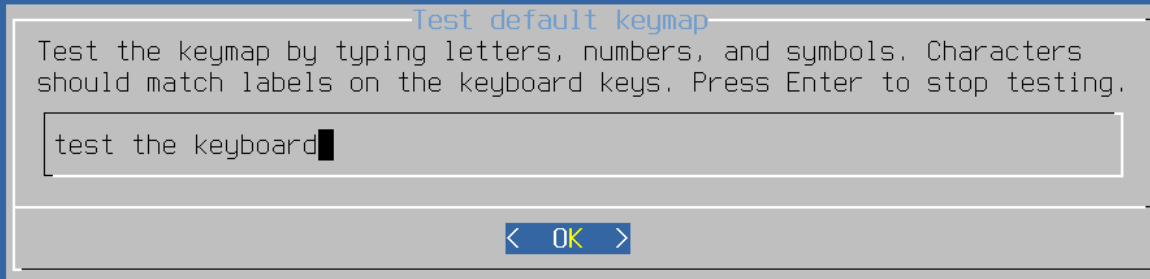 Test default keymap
Test the keymap by typing letters, numbers, and symbols. Characters
should match labels on the keyboard keys. Press Enter to stop testing.
test the keyboard
< OK >